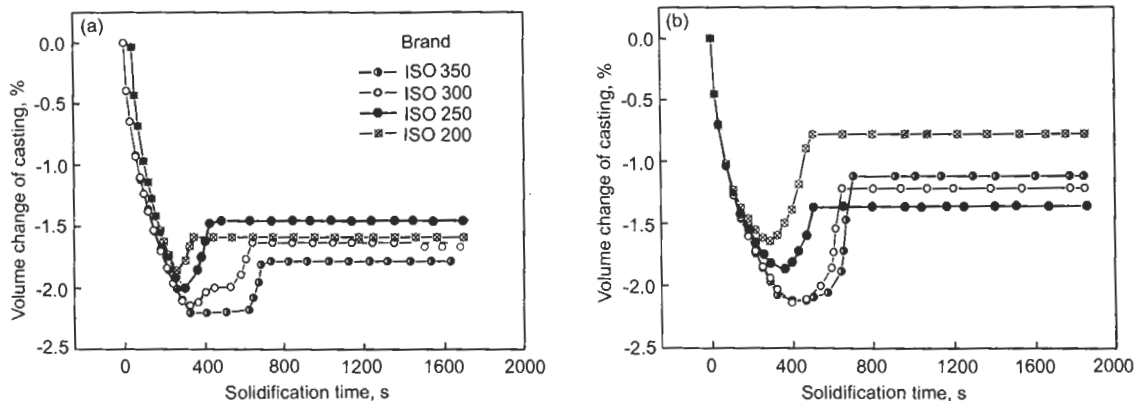 (a)
Brand
ISO 350
ISO 300
ISO 250
ISO 200
0.0
-0.5
-1.0
-1.5
-2.0
-2.5
Volume change of casting, %
0 400 800 1200 1600 2000
Solidification time, s
(b)
0.0
-0.5
-1.0
-1.5
-2.0
-2.5
Volume change of casting, %
0 400 800 1200 1600 2000
Solidification time, s